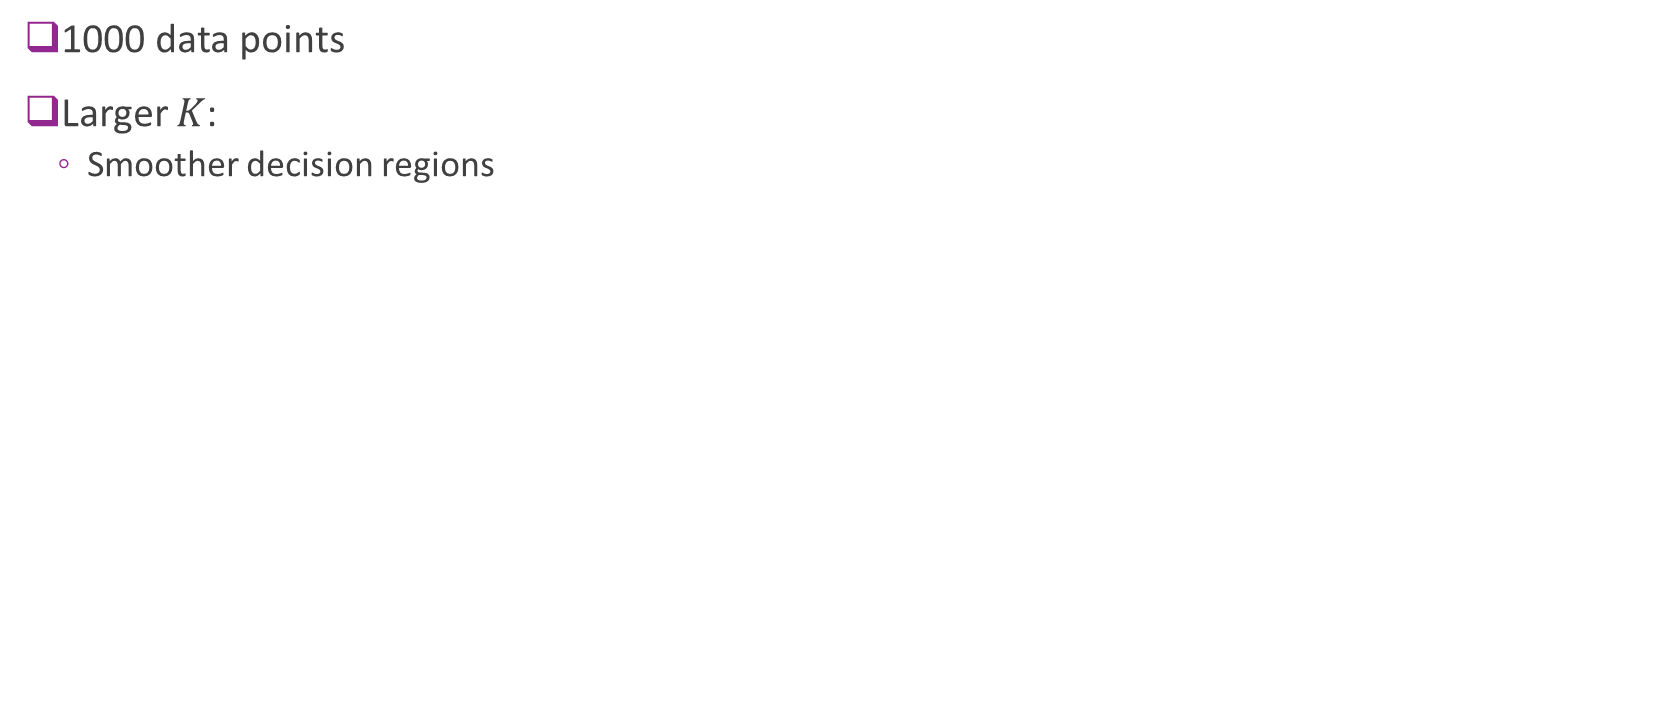 ❑1000 data points
❑Larger K:
◦ Smoother decision regions